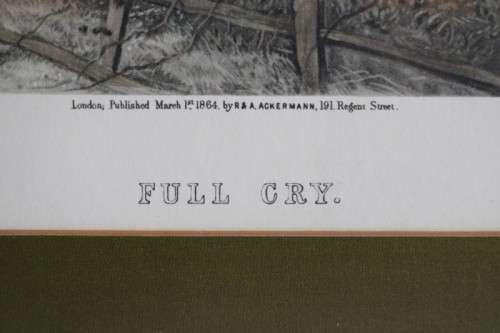 London; Published March 1st 1864, by R & A. ACKERMANN, 191. Regent Street.
FULL CRY.